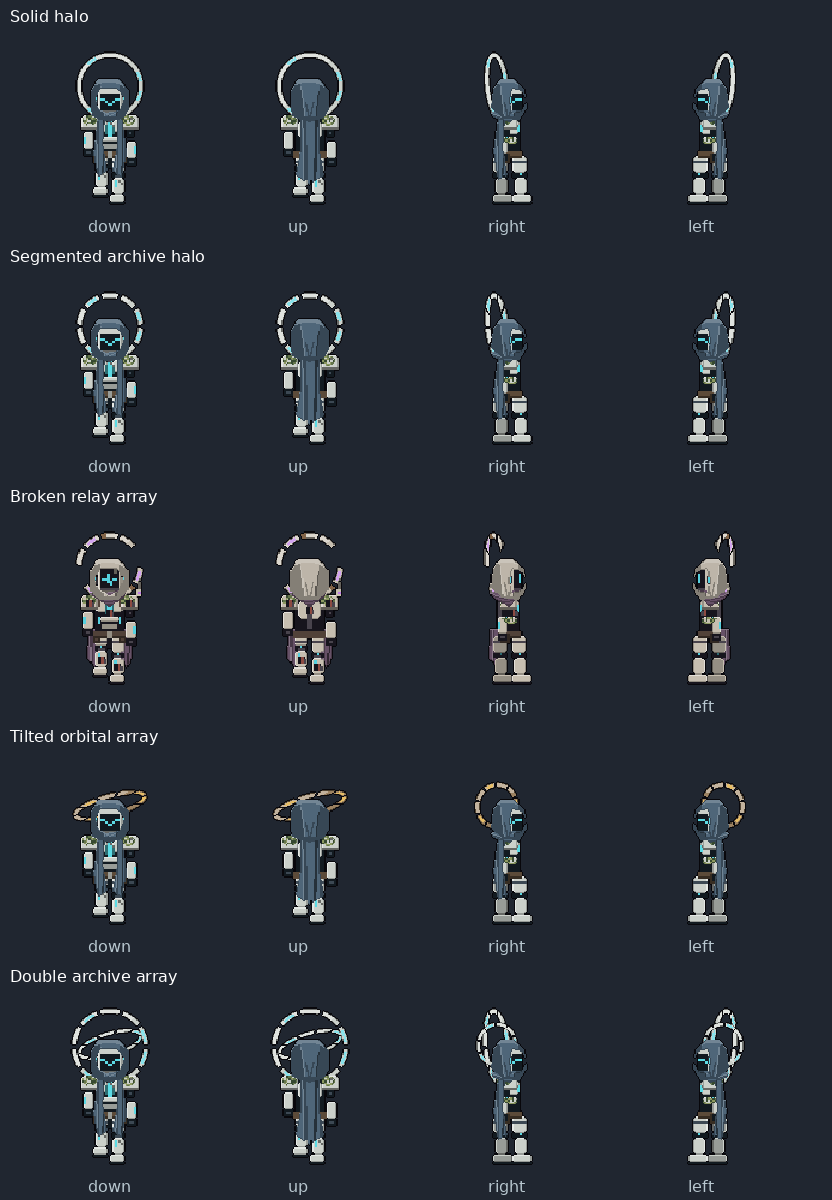 Solid halo
down up right left
Segmented archive halo
down up right left
Broken relay array
down up right left
Tilted orbital array
down up right left
Double archive array
down up right left